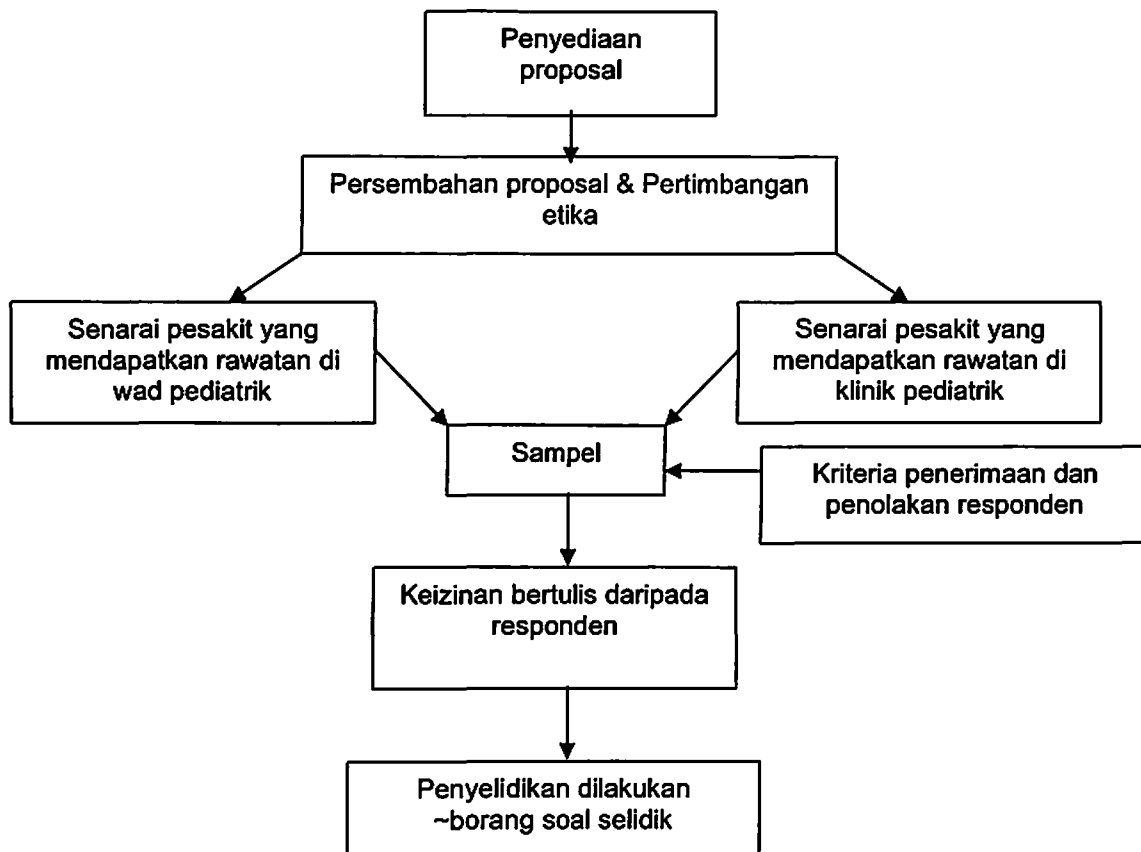 Penyediaan
proposal
Persembahan proposal & Pertimbangan
etika
Senarai pesakit yang
mendapatkan rawatan di
wad pediatrik
Senarai pesakit yang
mendapatkan rawatan di
klinik pediatrik
Sampel
Kriteria penerimaan dan
penolakan responden
Keizinan bertulis daripada
responden
Penyelidikan dilakukan
~borang soal selidik